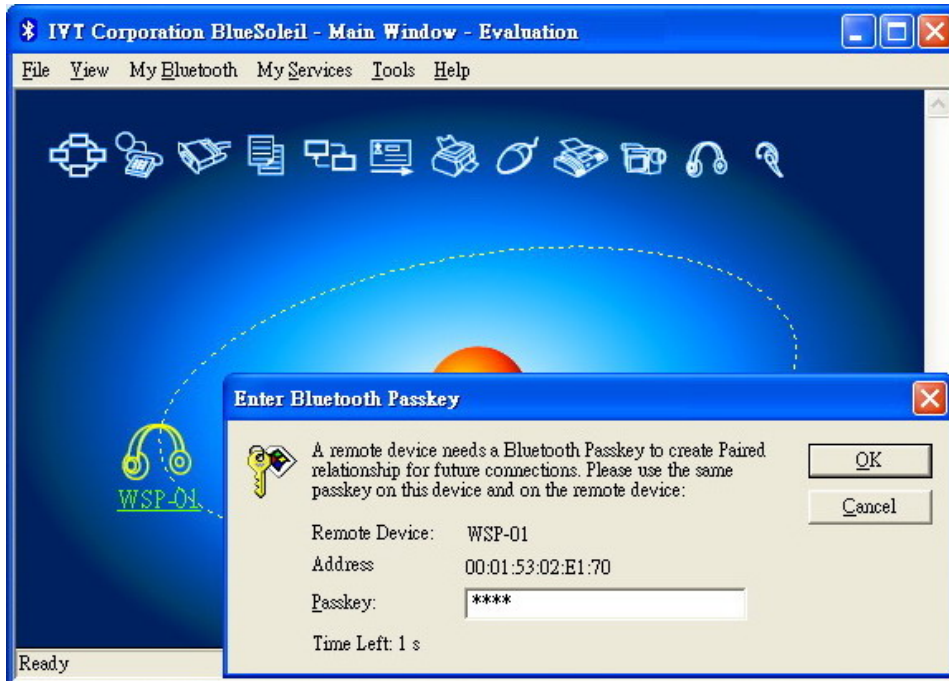 IVT Corporation BlueSoleil - Main Window - Evaluation
File View My Bluetooth My Services Tools Help
WSP-01
Enter Bluetooth Passkey
A remote device needs a Bluetooth Passkey to create Paired
relationship for future connections. Please use the same
passkey on this device and on the remote device:
OK
Cancel
Remote Device: WSP-01
Address 00:01:53:02:E1:70
Passkey: ****
Time Left: 1 s
Ready